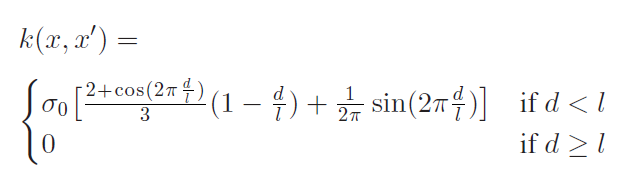 k(x, x′) =
{ σ₀ [ (2+cos(2π d/l))/3 (1 − d/l) + 1/2π sin(2π d/l) ] if d < l
0 if d ≥ l